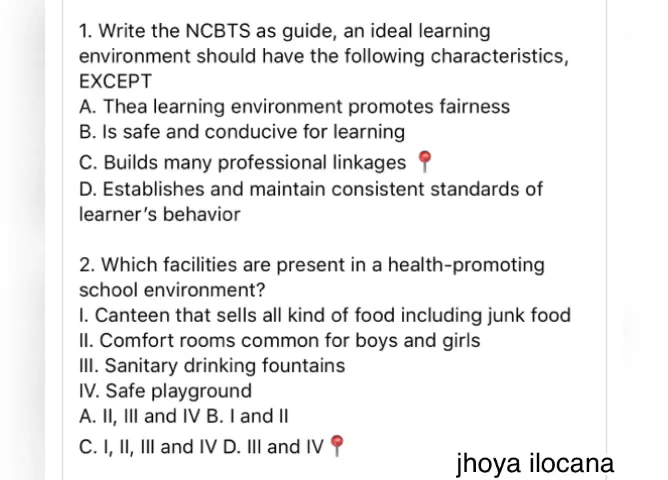 1. Write the NCBTS as guide, an ideal learning
environment should have the following characteristics,
EXCEPT
A. Thea learning environment promotes fairness
B. Is safe and conducive for learning
C. Builds many professional linkages 📍
D. Establishes and maintain consistent standards of
learner's behavior
2. Which facilities are present in a health-promoting
school environment?
I. Canteen that sells all kind of food including junk food
II. Comfort rooms common for boys and girls
III. Sanitary drinking fountains
IV. Safe playground
A. II, III and IV B. I and II
C. I, II, III and IV D. III and IV 📍
jhoya ilocana